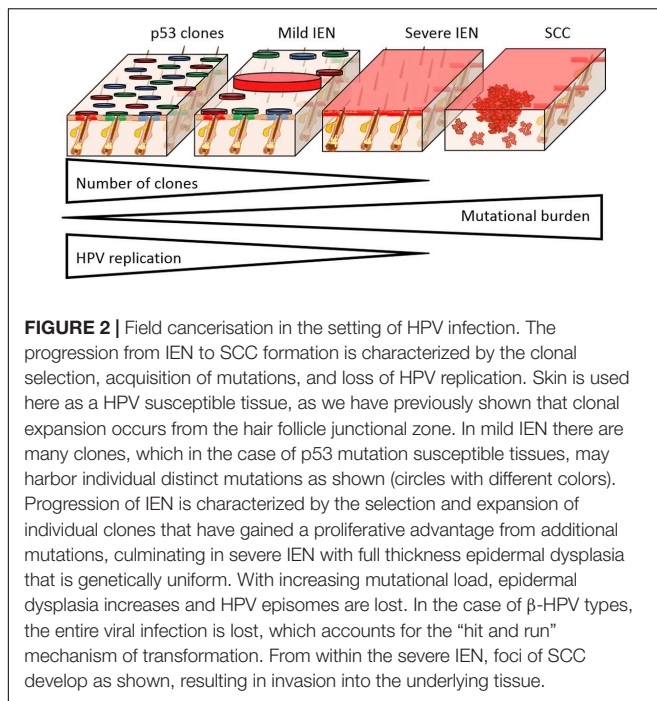 p53 clones Mild IEN Severe IEN SCC
Number of clones
Mutational burden
HPV replication
FIGURE 2 | Field cancerisation in the setting of HPV infection. The
progression from IEN to SCC formation is characterized by the clonal
selection, acquisition of mutations, and loss of HPV replication. Skin is used
here as a HPV susceptible tissue, as we have previously shown that clonal
expansion occurs from the hair follicle junctional zone. In mild IEN there are
many clones, which in the case of p53 mutation susceptible tissues, may
harbor individual distinct mutations as shown (circles with different colors).
Progression of IEN is characterized by the selection and expansion of
individual clones that have gained a proliferative advantage from additional
mutations, culminating in severe IEN with full thickness epidermal dysplasia
that is genetically uniform. With increasing mutational load, epidermal
dysplasia increases and HPV episomes are lost. In the case of β-HPV types,
the entire viral infection is lost, which accounts for the “hit and run”
mechanism of transformation. From within the severe IEN, foci of SCC
develop as shown, resulting in invasion into the underlying tissue.